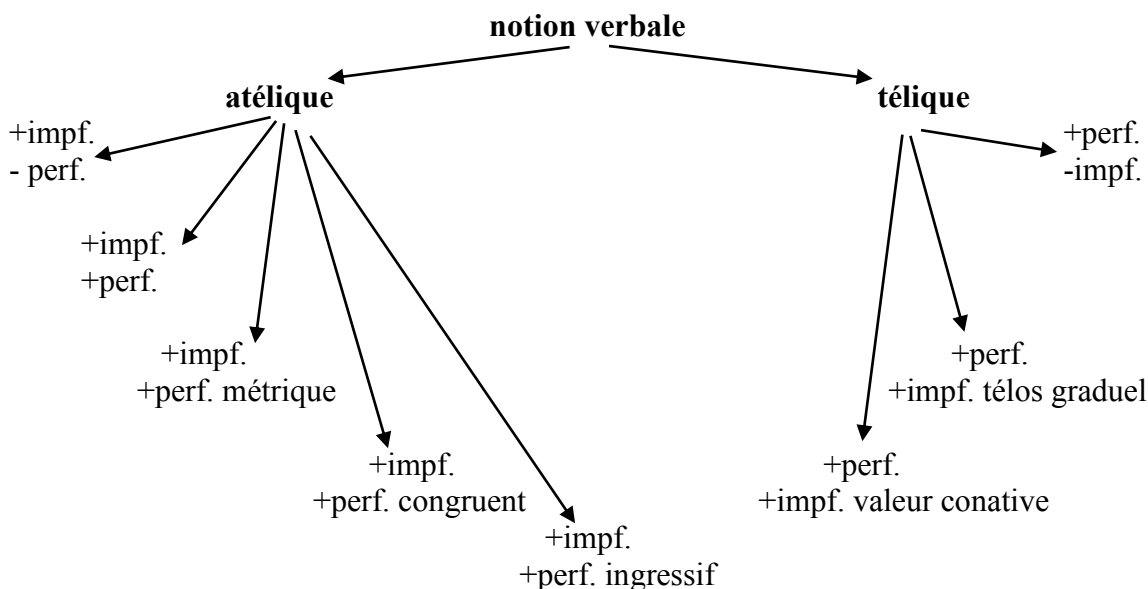 notion verbale
atélique
télique
+impf.
- perf.
+perf.
-impf.
+impf.
+perf.
+impf.
+perf. métrique
+perf.
+impf. télos graduel
+impf.
+perf. congruent
+perf.
+impf. valeur conative
+impf.
+perf. ingressif